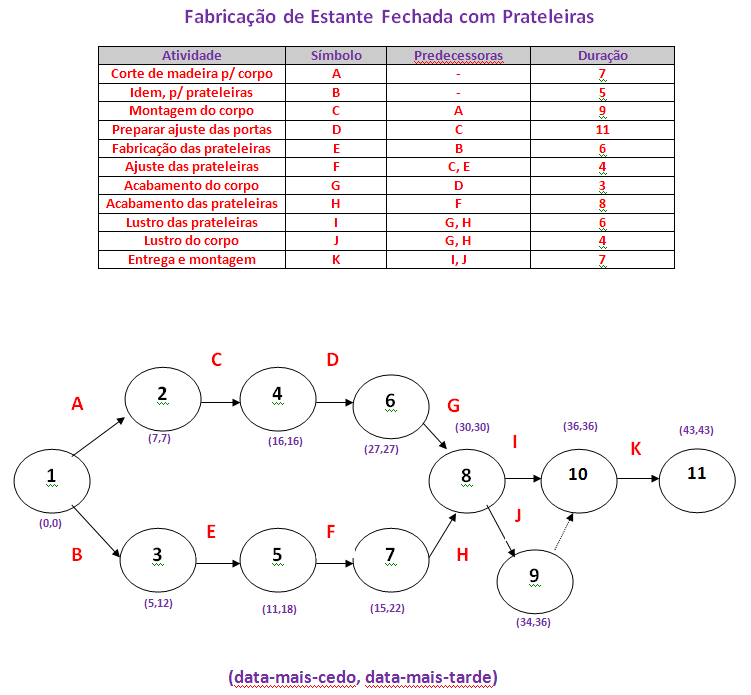 Fabricação de Estante Fechada com Prateleiras
Atividade Símbolo Predecessoras Duração
Corte de madeira p/ corpo A - 7
Idem, p/ prateleiras B - 5
Montagem do corpo C A 9
Preparar ajuste das portas D C 11
Fabricação das prateleiras E B 6
Ajuste das prateleiras F C, E 4
Acabamento do corpo G D 3
Acabamento das prateleiras H F 8
Lustro das prateleiras I G, H 6
Lustro do corpo J G, H 4
Entrega e montagem K I, J 7
C D
2 4 6
A G
(7,7) (16,16) (27,27) (30,30) (36,36) (43,43)
I K
1 8 10 11
(0,0)
J
B E F H
3 5 7 9
(5,12) (11,18) (15,22) (34,36)
(data-mais-cedo, data-mais-tarde)